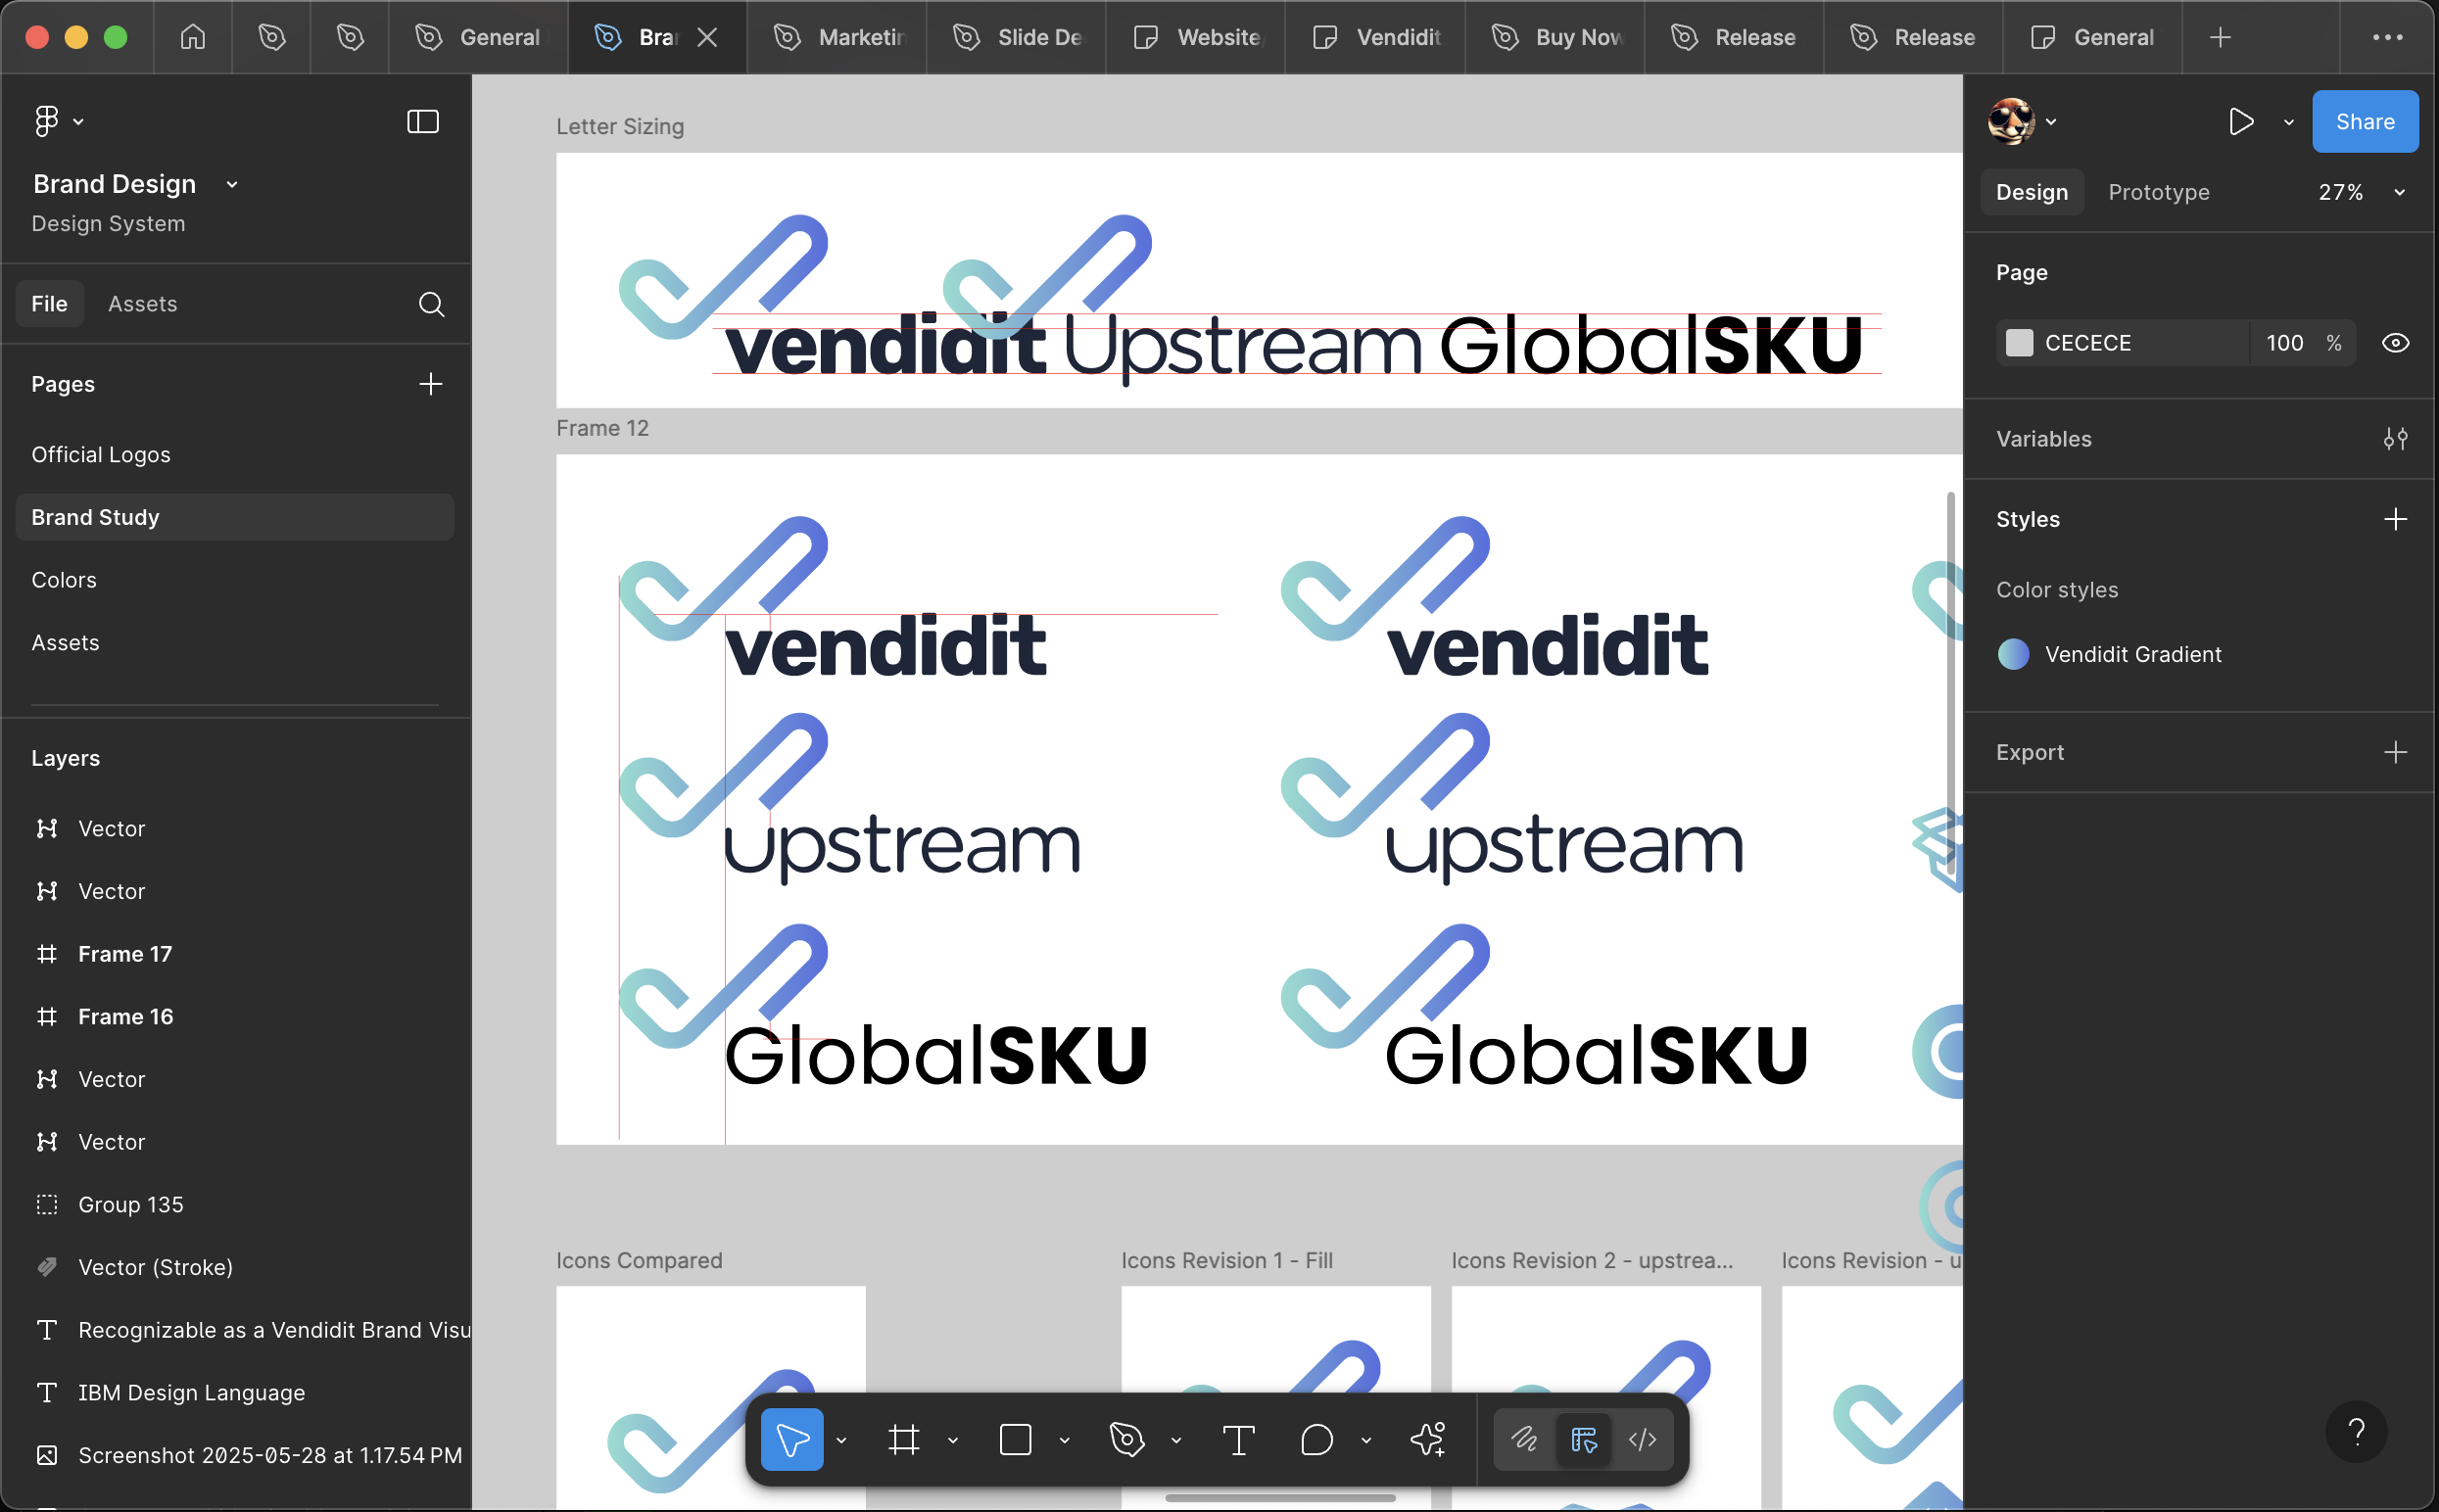 General
Bra
Marketin
Slide De
Website
Vendidit
Buy Now
Release
Release
General
Brand Design
Design System
File
Assets
Pages
Official Logos
Brand Study
Colors
Assets
Layers
Vector
Vector
Frame 17
Frame 16
Vector
Vector
Group 135
Vector (Stroke)
Recognizable as a Vendidit Brand Visu
IBM Design Language
Screenshot 2025-05-28 at 1.17.54 PM
Letter Sizing
vendidit Upstream GlobalSKU
Frame 12
vendidit
vendidit
upstream
upstream
GlobalSKU
GlobalSKU
Icons Compared
Icons Revision 1 - Fill
Icons Revision 2 - upstrea...
Icons Revision - u
Share
Design
Prototype
27%
Page
CECECE
100
%
Variables
Styles
Color styles
Vendidit Gradient
Export
?